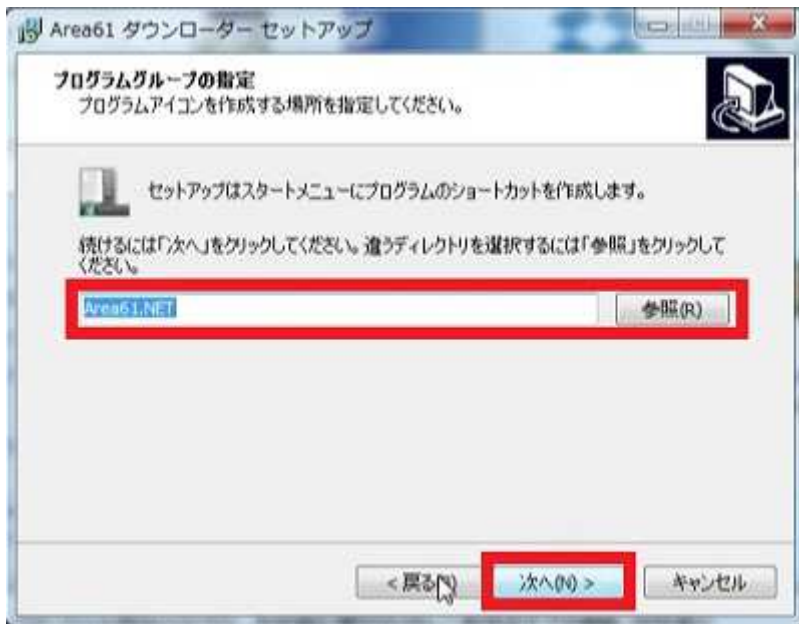 Area61 ダウンローダー セットアップ
プログラムグループの指定
プログラムアイコンを作成する場所を指定してください。
セットアップはスタートメニューにプログラムのショートカットを作成します。
続けるには「次へ」をクリックしてください。違うディレクトリを選択するには「参照」をクリックして
ください。
Area61.NET 参照(R)
< 戻る 次へ(N) > キャンセル